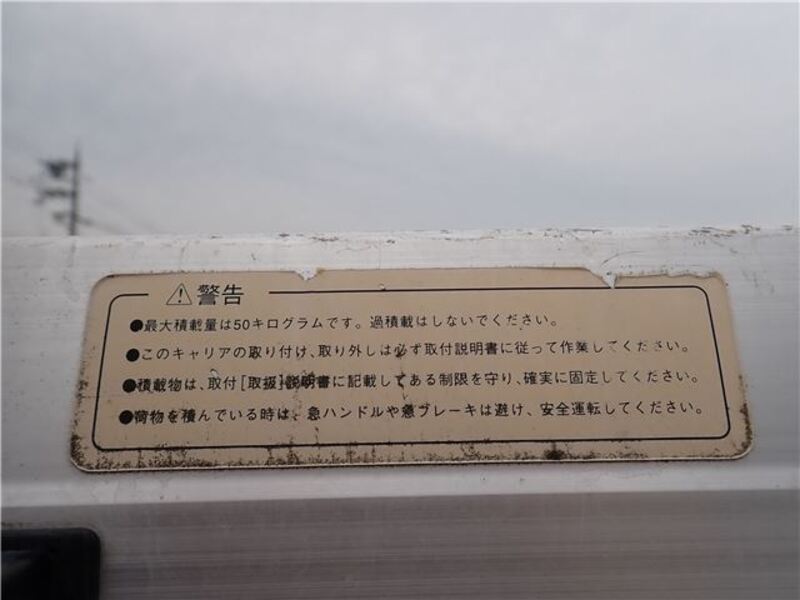 ⚠警告
●最大積載量は50キログラムです。過積載はしないでください。
●このキャリアの取り付け、取り外しは必ず取付説明書に従って作業してください。
●積載物は、取付[取扱]説明書に記載してある制限を守り、確実に固定してください。
●荷物を積んでいる時は、急ハンドルや急ブレーキは避け、安全運転してください。